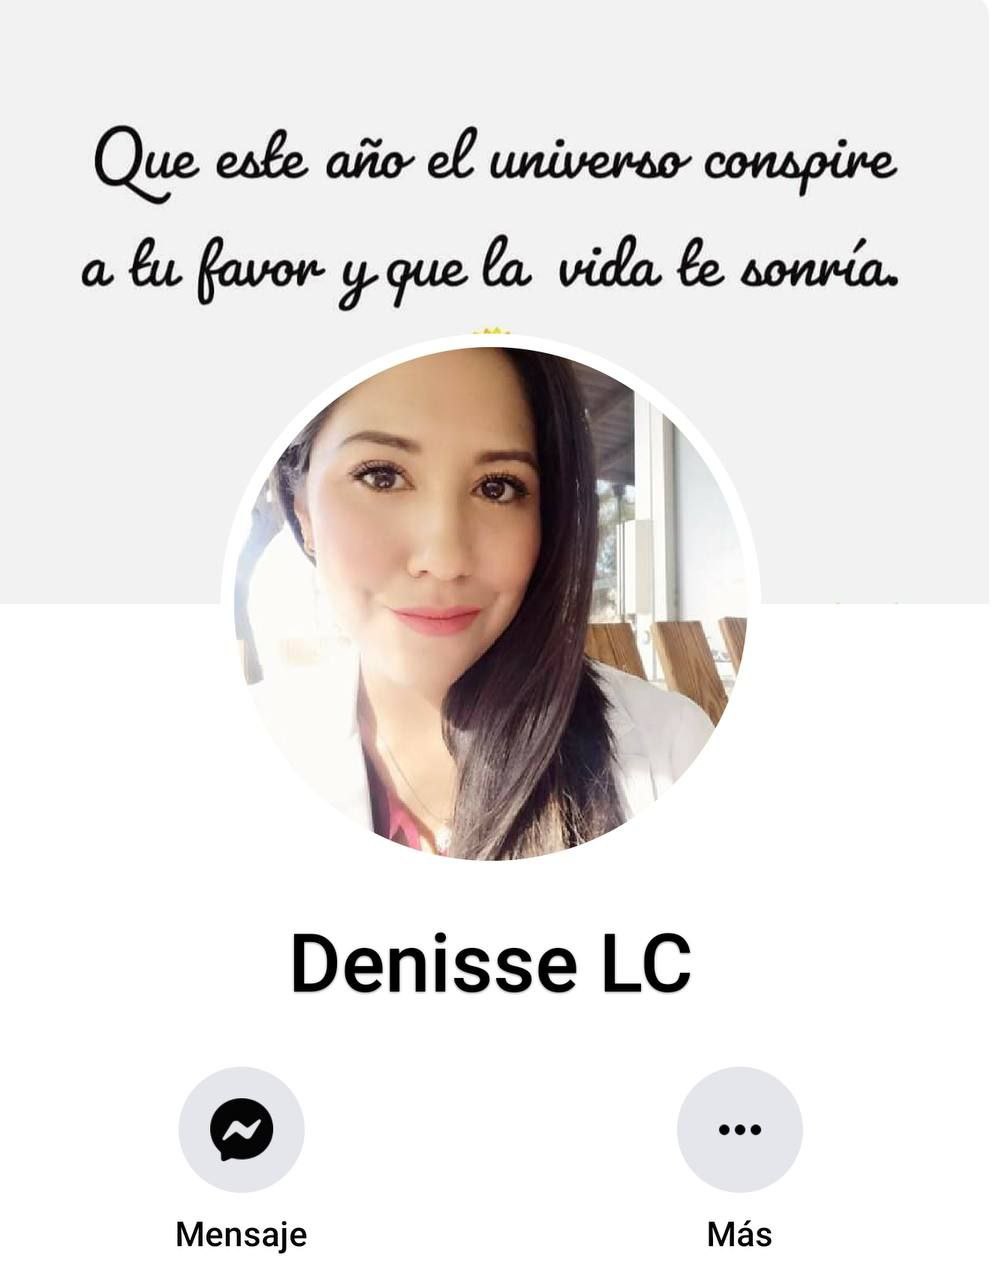 Que este año el universo conspire
a tu favor y que la vida te sonría.
Denisse LC
Mensaje
Más